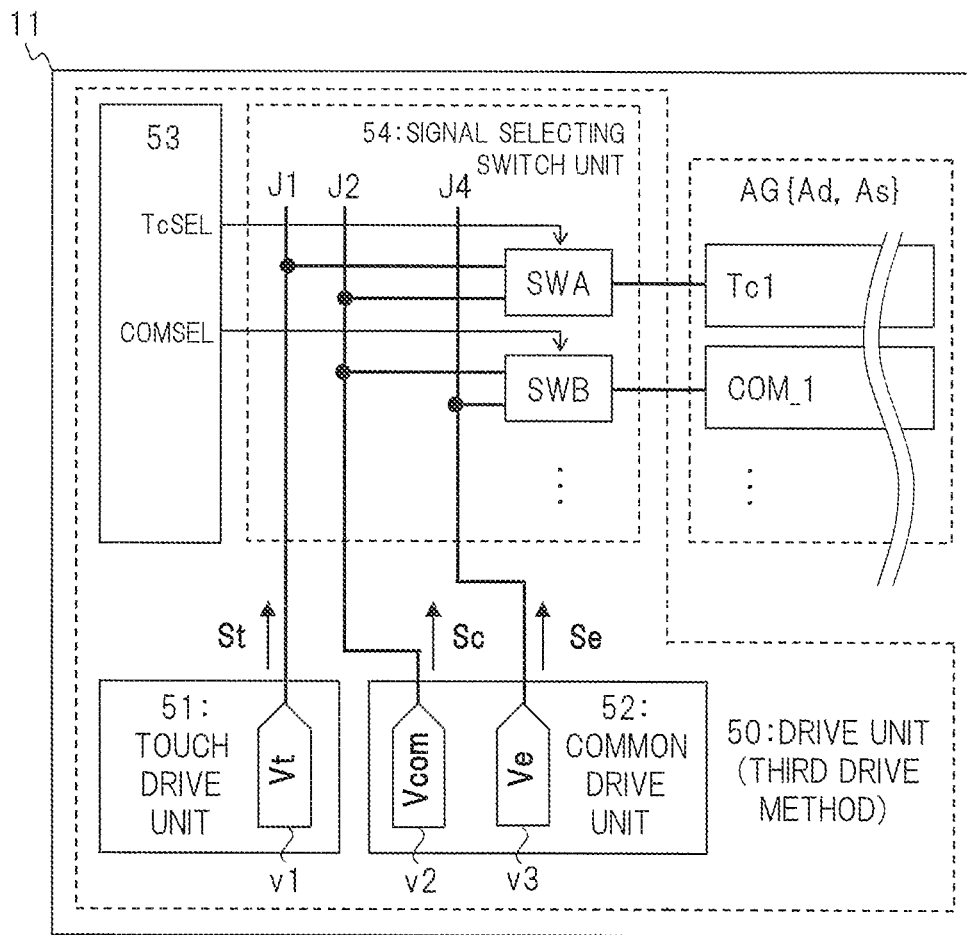 11
53
54:SIGNAL SELECTING
SWITCH UNIT
J1
J2
J4
TcSEL
COMSEL
SWA
SWB
AG{Ad, As}
Tc1
COM_1
St
Sc
Se
51:
TOUCH
DRIVE
UNIT
Vt
Vcom
Ve
52:
COMMON
DRIVE
UNIT
50:DRIVE UNIT
(THIRD DRIVE
METHOD)
v1
v2
v3